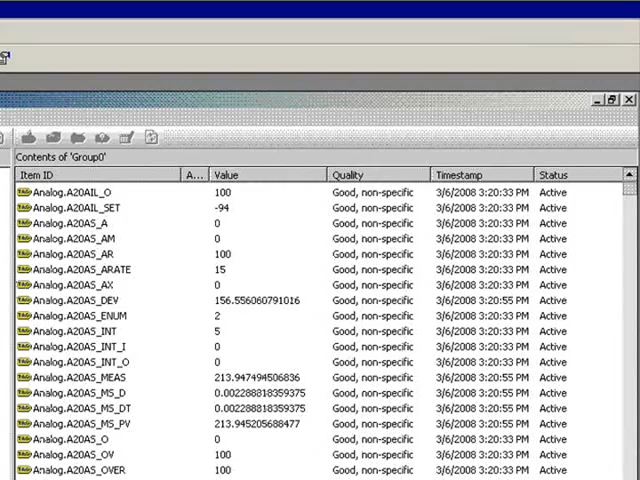 Contents of 'Group0'
Item ID A... Value Quality Timestamp Status
Analog.A20AIL_O 100 Good, non-specific 3/6/2008 3:20:33 PM Active
Analog.A20AIL_SET -94 Good, non-specific 3/6/2008 3:20:33 PM Active
Analog.A20AS_A 0 Good, non-specific 3/6/2008 3:20:33 PM Active
Analog.A20AS_AM 0 Good, non-specific 3/6/2008 3:20:33 PM Active
Analog.A20AS_AR 100 Good, non-specific 3/6/2008 3:20:33 PM Active
Analog.A20AS_ARATE 15 Good, non-specific 3/6/2008 3:20:33 PM Active
Analog.A20AS_AX 0 Good, non-specific 3/6/2008 3:20:33 PM Active
Analog.A20AS_DEV 156.556060791016 Good, non-specific 3/6/2008 3:20:55 PM Active
Analog.A20AS_ENUM 2 Good, non-specific 3/6/2008 3:20:33 PM Active
Analog.A20AS_INT 5 Good, non-specific 3/6/2008 3:20:33 PM Active
Analog.A20AS_INT_I 0 Good, non-specific 3/6/2008 3:20:33 PM Active
Analog.A20AS_INT_O 0 Good, non-specific 3/6/2008 3:20:33 PM Active
Analog.A20AS_MEAS 213.947494506836 Good, non-specific 3/6/2008 3:20:55 PM Active
Analog.A20AS_MS_D 0.002288818359375 Good, non-specific 3/6/2008 3:20:55 PM Active
Analog.A20AS_MS_DT 0.002288818359375 Good, non-specific 3/6/2008 3:20:55 PM Active
Analog.A20AS_MS_PV 213.945205688477 Good, non-specific 3/6/2008 3:20:55 PM Active
Analog.A20AS_O 0 Good, non-specific 3/6/2008 3:20:33 PM Active
Analog.A20AS_OV 100 Good, non-specific 3/6/2008 3:20:33 PM Active
Analog.A20AS_OVER 100 Good, non-specific 3/6/2008 3:20:33 PM Active